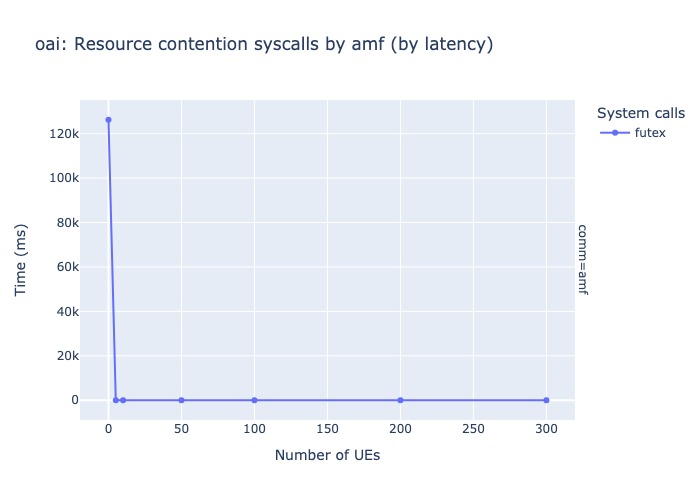 oai: Resource contention syscalls by amf (by latency)
System calls
futex
120k
100k
80k
60k
40k
20k
0
Time (ms)
comm=amf
0 50 100 150 200 250 300
Number of UEs